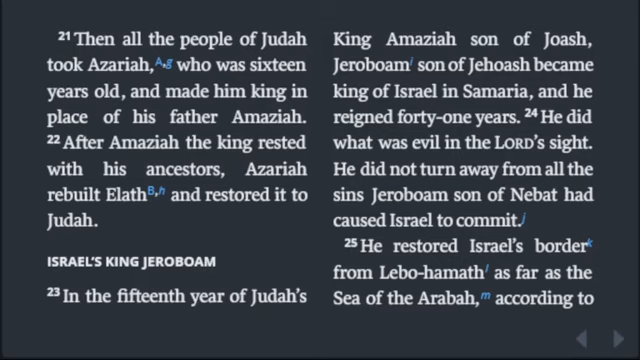 21 Then all the people of Judah
took Azariah,A,g who was sixteen
years old, and made him king in
place of his father Amaziah.
22 After Amaziah the king rested
with his ancestors, Azariah
rebuilt ElathB,h and restored it to
Judah.
ISRAEL'S KING JEROBOAM
23 In the fifteenth year of Judah's
King Amaziah son of Joash,
Jeroboami son of Jehoash became
king of Israel in Samaria, and he
reigned forty-one years. 24 He did
what was evil in the LORD's sight.
He did not turn away from all the
sins Jeroboam son of Nebat had
caused Israel to commit.j
25 He restored Israel's borderk
from Lebo-hamathl as far as the
Sea of the Arabah,m according to